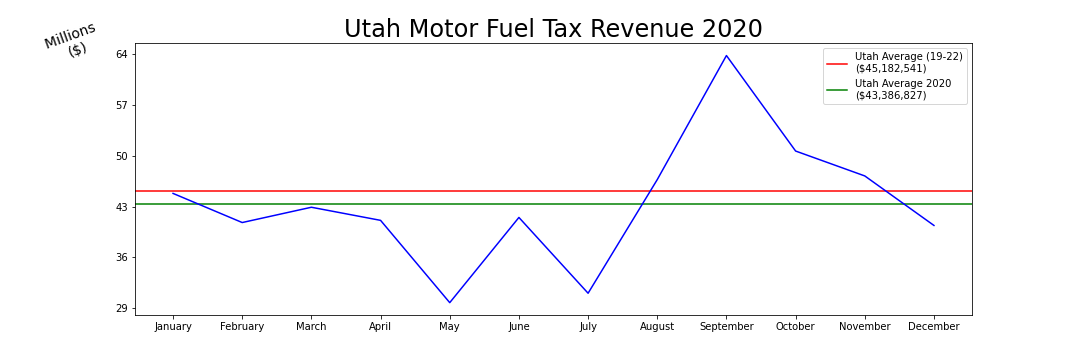 Utah Motor Fuel Tax Revenue 2020
Millions
($)
64
57
50
43
36
29
Utah Average (19-22)
($45,182,541)
Utah Average 2020
($43,386,827)
January February March April May June July August September October November December